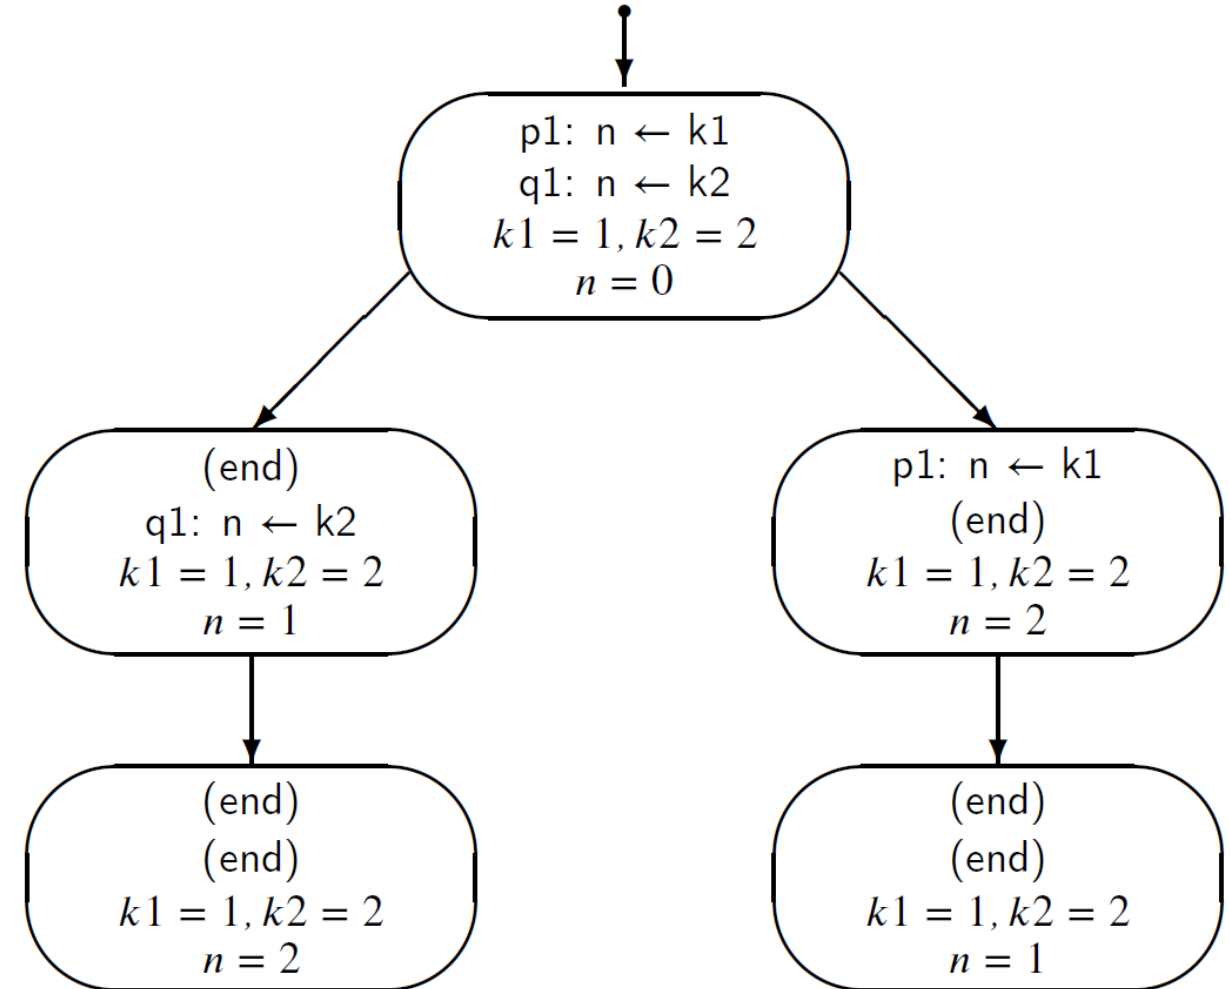 p1: n ← k1
q1: n ← k2
k1 = 1, k2 = 2
n = 0
(end)
q1: n ← k2
k1 = 1, k2 = 2
n = 1
p1: n ← k1
(end)
k1 = 1, k2 = 2
n = 2
(end)
(end)
k1 = 1, k2 = 2
n = 2
(end)
(end)
k1 = 1, k2 = 2
n = 1